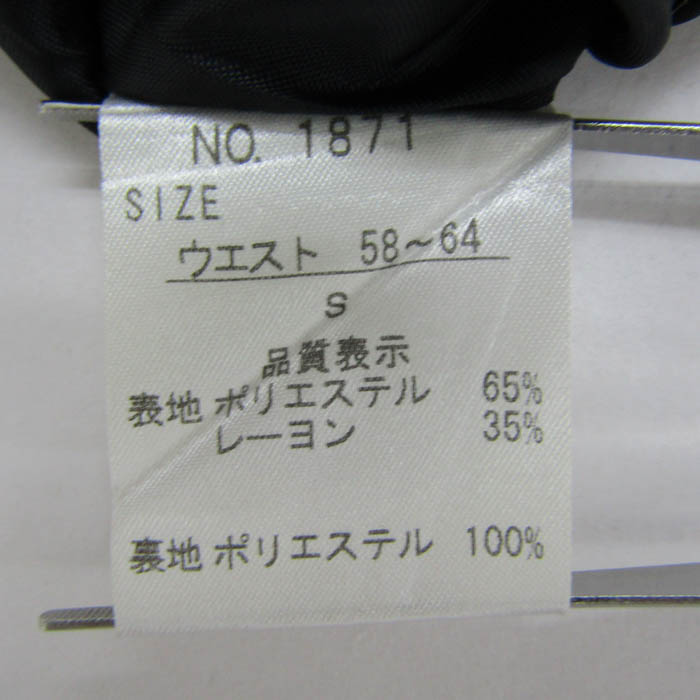 NO. 1871
SIZE
ウエスト 58～64
S
品質表示
表地 ポリエステル 65%
レーヨン 35%
裏地 ポリエステル 100%